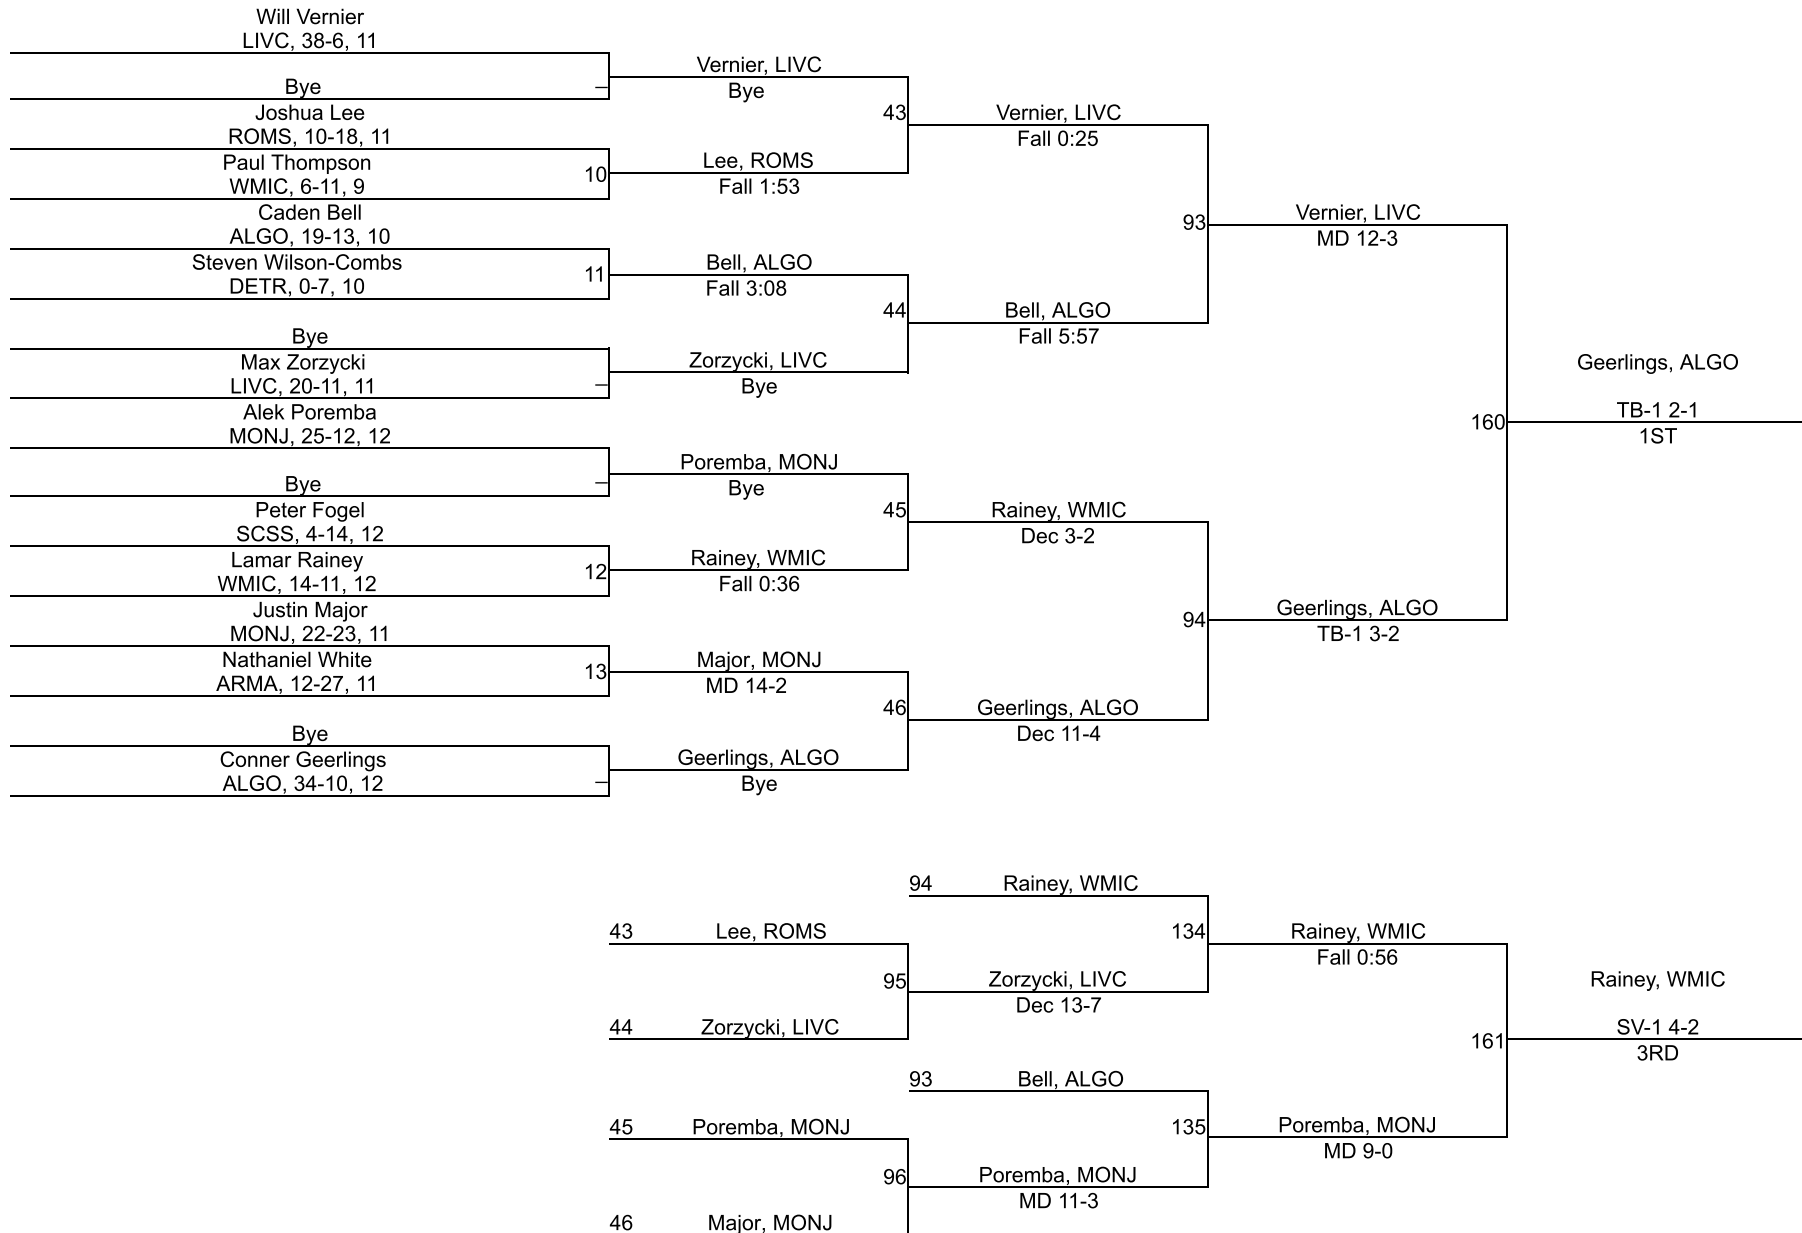 Will Vernier
LIVC, 38-6, 11
Bye
–
Joshua Lee
ROMS, 10-18, 11
Paul Thompson
WMIC, 6-11, 9
10
Caden Bell
ALGO, 19-13, 10
Steven Wilson-Combs
DETR, 0-7, 10
11
Bye
Max Zorzycki
LIVC, 20-11, 11
–
Alek Poremba
MONJ, 25-12, 12
Bye
–
Peter Fogel
SCSS, 4-14, 12
Lamar Rainey
WMIC, 14-11, 12
12
Justin Major
MONJ, 22-23, 11
Nathaniel White
ARMA, 12-27, 11
13
Bye
Conner Geerlings
ALGO, 34-10, 12
–
Vernier, LIVC
Bye
43
Lee, ROMS
Fall 1:53
Bell, ALGO
Fall 3:08
44
Zorzycki, LIVC
Bye
Poremba, MONJ
Bye
45
Rainey, WMIC
Fall 0:36
Major, MONJ
MD 14-2
46
Geerlings, ALGO
Bye
Vernier, LIVC
Fall 0:25
93
Bell, ALGO
Fall 5:57
Rainey, WMIC
Dec 3-2
94
Geerlings, ALGO
Dec 11-4
Vernier, LIVC
MD 12-3
160
Geerlings, ALGO
TB-1 3-2
Geerlings, ALGO
TB-1 2-1
1ST
94 Rainey, WMIC
43 Lee, ROMS
134
95
Zorzycki, LIVC
Dec 13-7
44 Zorzycki, LIVC
93 Bell, ALGO
45 Poremba, MONJ
135
96
Poremba, MONJ
MD 11-3
46 Major, MONJ
Rainey, WMIC
Fall 0:56
161
Poremba, MONJ
MD 9-0
Rainey, WMIC
SV-1 4-2
3RD